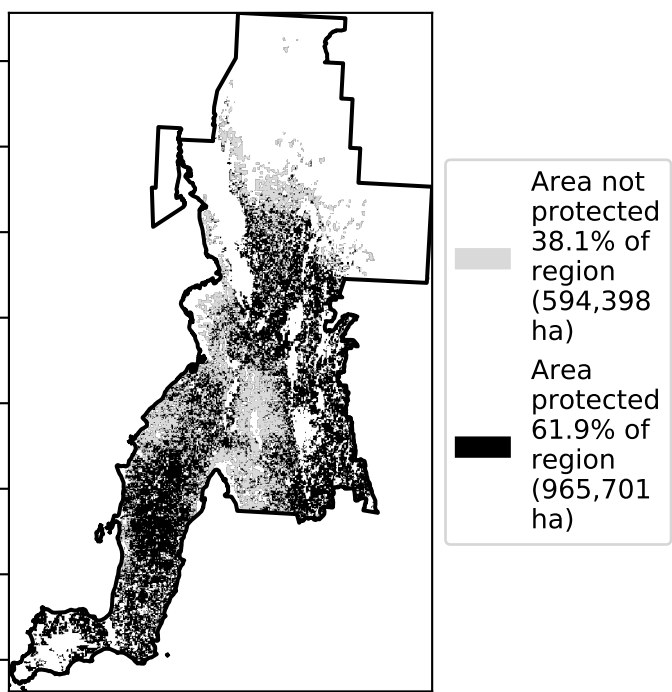 Area not
protected
38.1% of
region
(594,398
ha)
Area
protected
61.9% of
region
(965,701
ha)